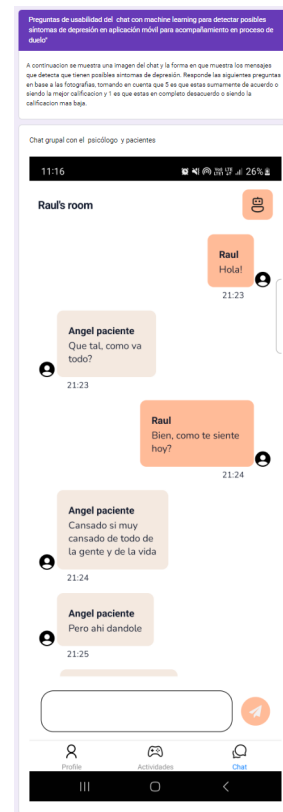 Preguntas de usabilidad del chat con machine learning para detectar posibles
síntomas de depresión en aplicación móvil para acompañamiento en proceso de
duelo"
A continuacion se muestra una imagen del chat y la forma en que muestra los mensajes
que detecta que tienen posibles sintomas de depresión. Responde las siguientes preguntas
en base a las fotografias, tomando en cuenta que 5 es que estas sumamente de acuerdo o
siendo la mejor calificacion y 1 es que estas en completo desacuerdo o siendo la
calificacion mas baja.
Chat grupal con el psicólogo y pacientes
11:16
26%
Raul's room
Raul
Hola!
21:23
Angel paciente
Que tal, como va
todo?
21:23
Raul
Bien, como te siente
hoy?
21:24
Angel paciente
Cansado si muy
cansado de todo de
la gente y de la vida
21:24
Angel paciente
Pero ahi dandole
21:25
Profile
Actividades
Chat